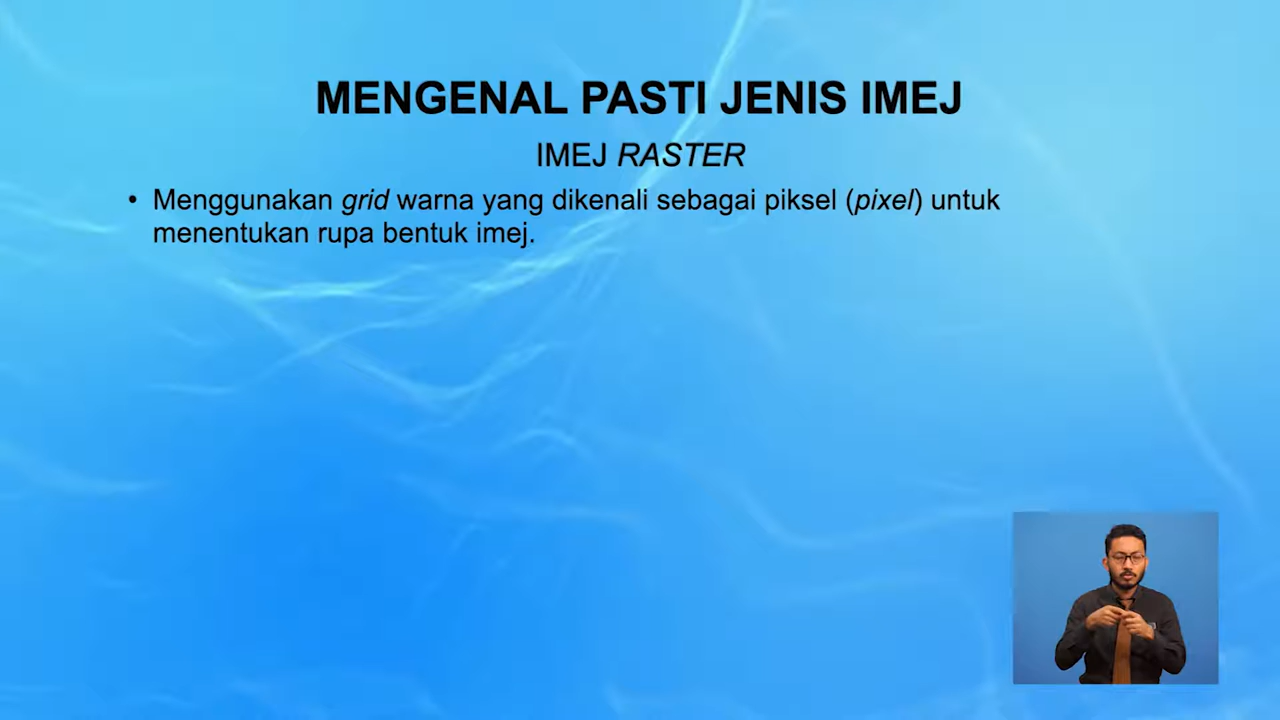 MENGENAL PASTI JENIS IMEJ
IMEJ RASTER
• Menggunakan grid warna yang dikenali sebagai piksel (pixel) untuk
menentukan rupa bentuk imej.